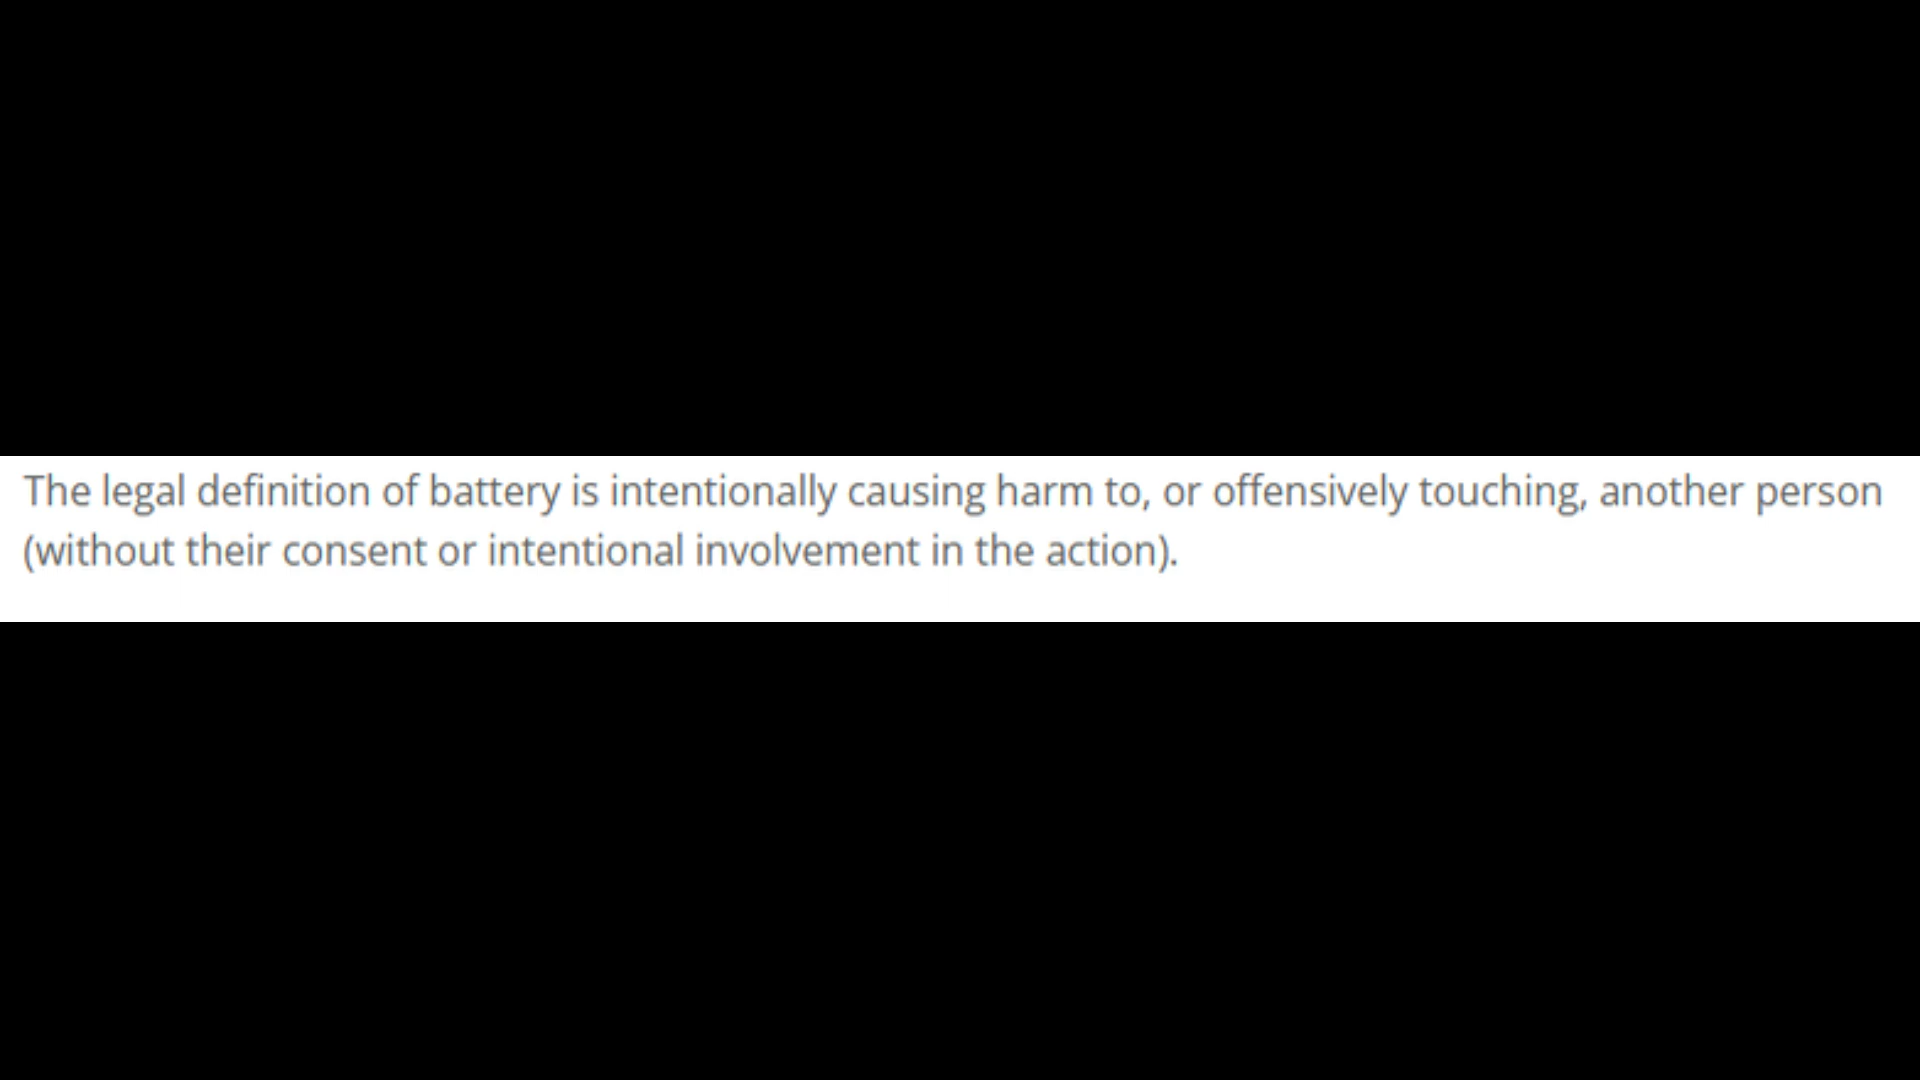 The legal definition of battery is intentionally causing harm to, or offensively touching, another person
(without their consent or intentional involvement in the action).